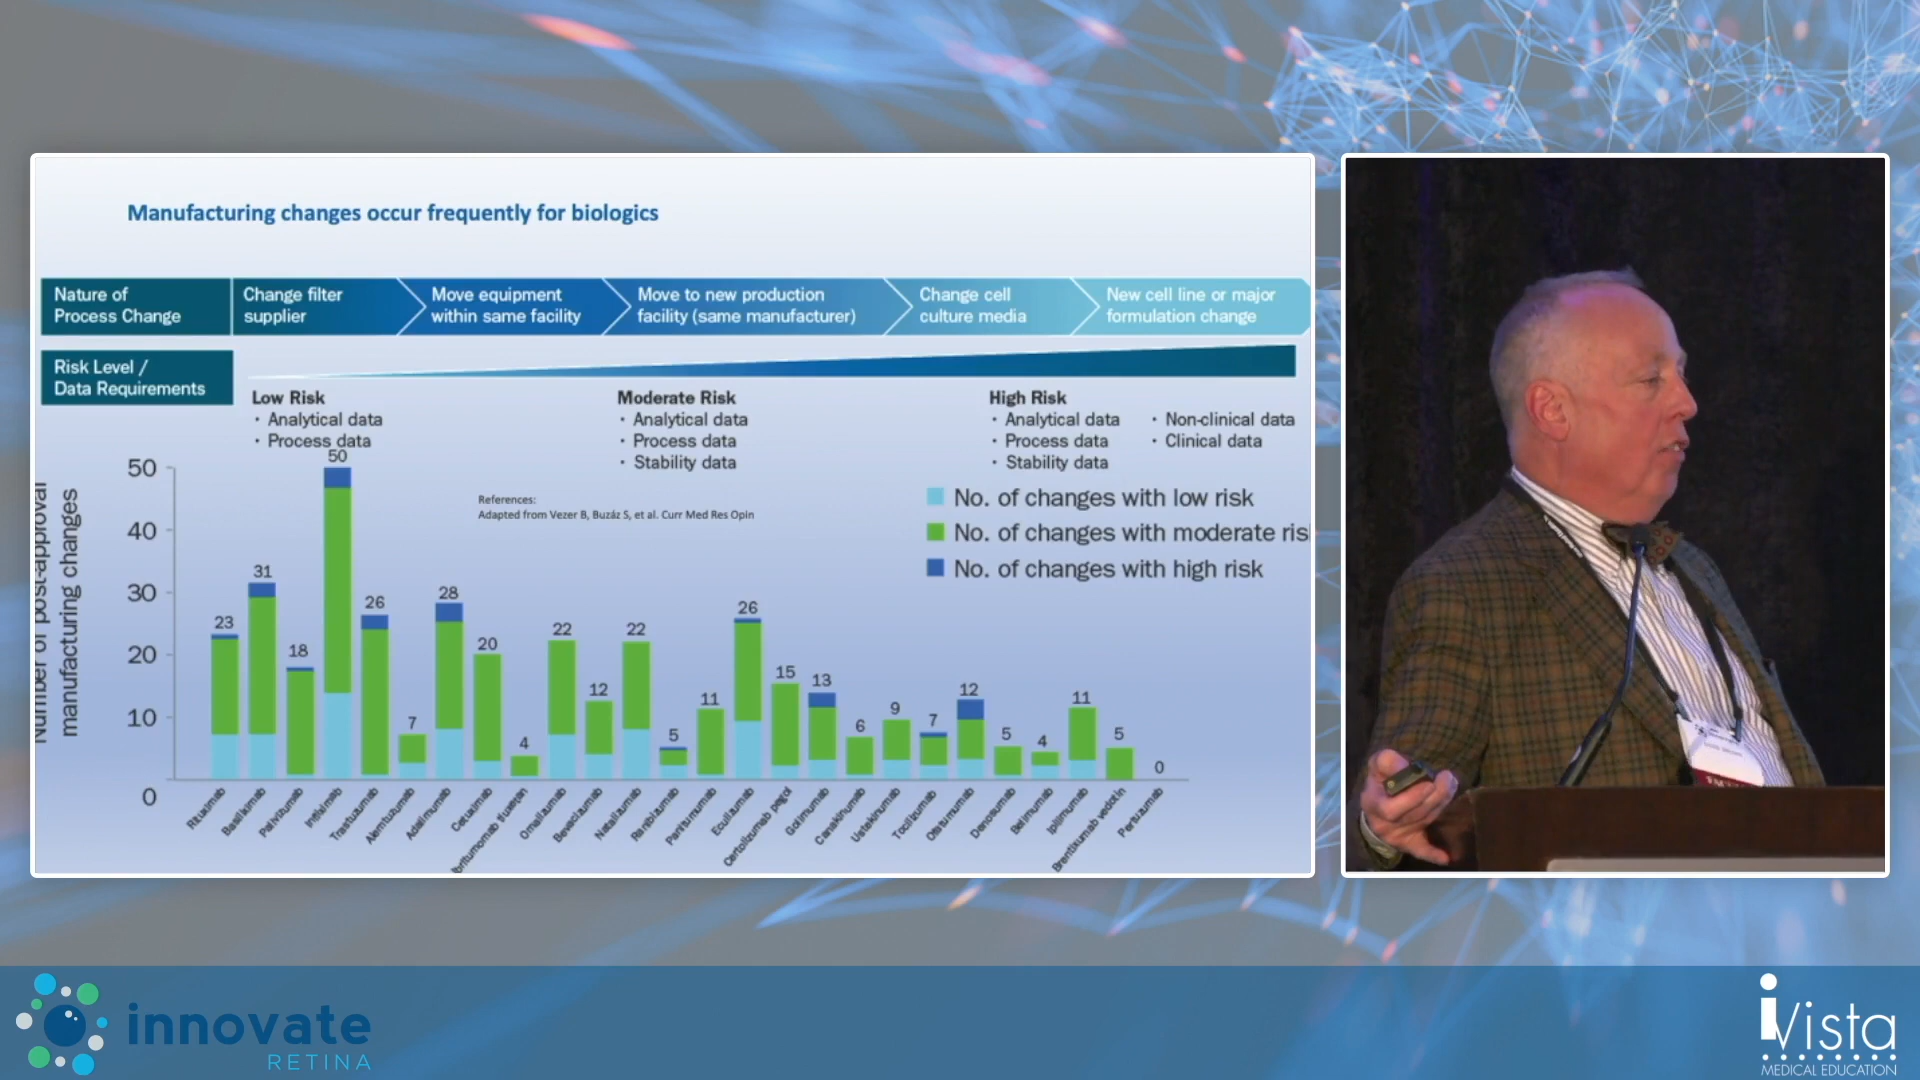 Manufacturing changes occur frequently for biologics
Nature of
Process Change
Change filter
supplier
Move equipment
within same facility
Move to new production
facility (same manufacturer)
Change cell
culture media
New cell line or major
formulation change
Risk Level /
Data Requirements
Low Risk
· Analytical data
· Process data
Moderate Risk
· Analytical data
· Process data
· Stability data
High Risk
· Analytical data
· Process data
· Stability data
· Non-clinical data
· Clinical data
References:
Adapted from Vezer B, Buzáz S, et al. Curr Med Res Opin
No. of changes with low risk
No. of changes with moderate ris
No. of changes with high risk
Number of post-approval
manufacturing changes
50
40
30
20
10
0
23
31
18
50
26
7
28
20
4
22
12
22
5
11
26
15
13
6
9
7
12
5
4
11
5
0
Rituximab
Basiliximab
Palivizumab
Infliximab
Trastuzumab
Alemtuzumab
Adalimumab
Cetuximab
Ibritumomab tiuxetan
Omalizumab
Bevacizumab
Natalizumab
Ranibizumab
Panitumumab
Eculizumab
Certolizumab pegol
Golimumab
Canakinumab
Ustekinumab
Tocilizumab
Ofatumumab
Denosumab
Belimumab
Ipilimumab
Brentixumab vedotin
Pertuzumab
innovate
RETINA
iVista
MEDICAL EDUCATION